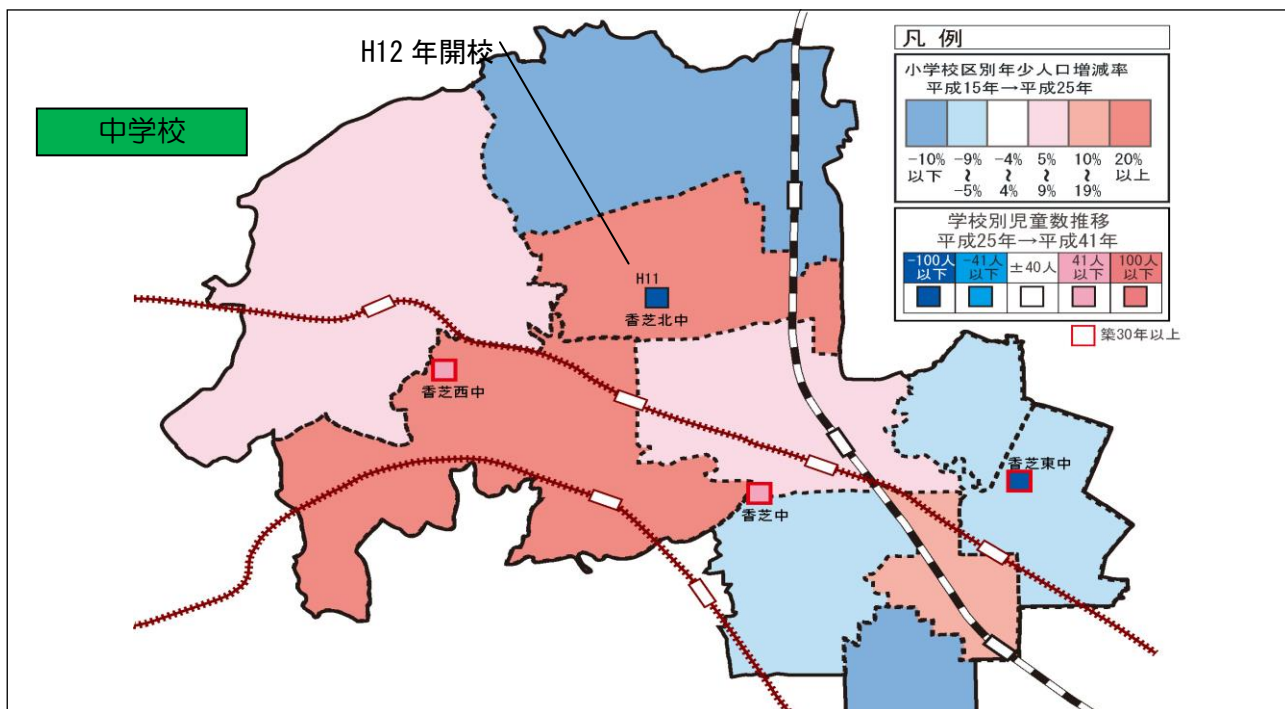 H12年開校
中学校
凡例
小学校区別年少人口増減率
平成15年→平成25年
-10%
以下
-9%
~
-5%
-4%
~
4%
5%
~
9%
10%
~
19%
20%
以上
学校別児童数推移
平成25年→平成41年
-100人
以下
-41人
以下
±40人
41人
以下
100人
以下
築30年以上
H11
香芝北中
香芝西中
香芝中
香芝東中